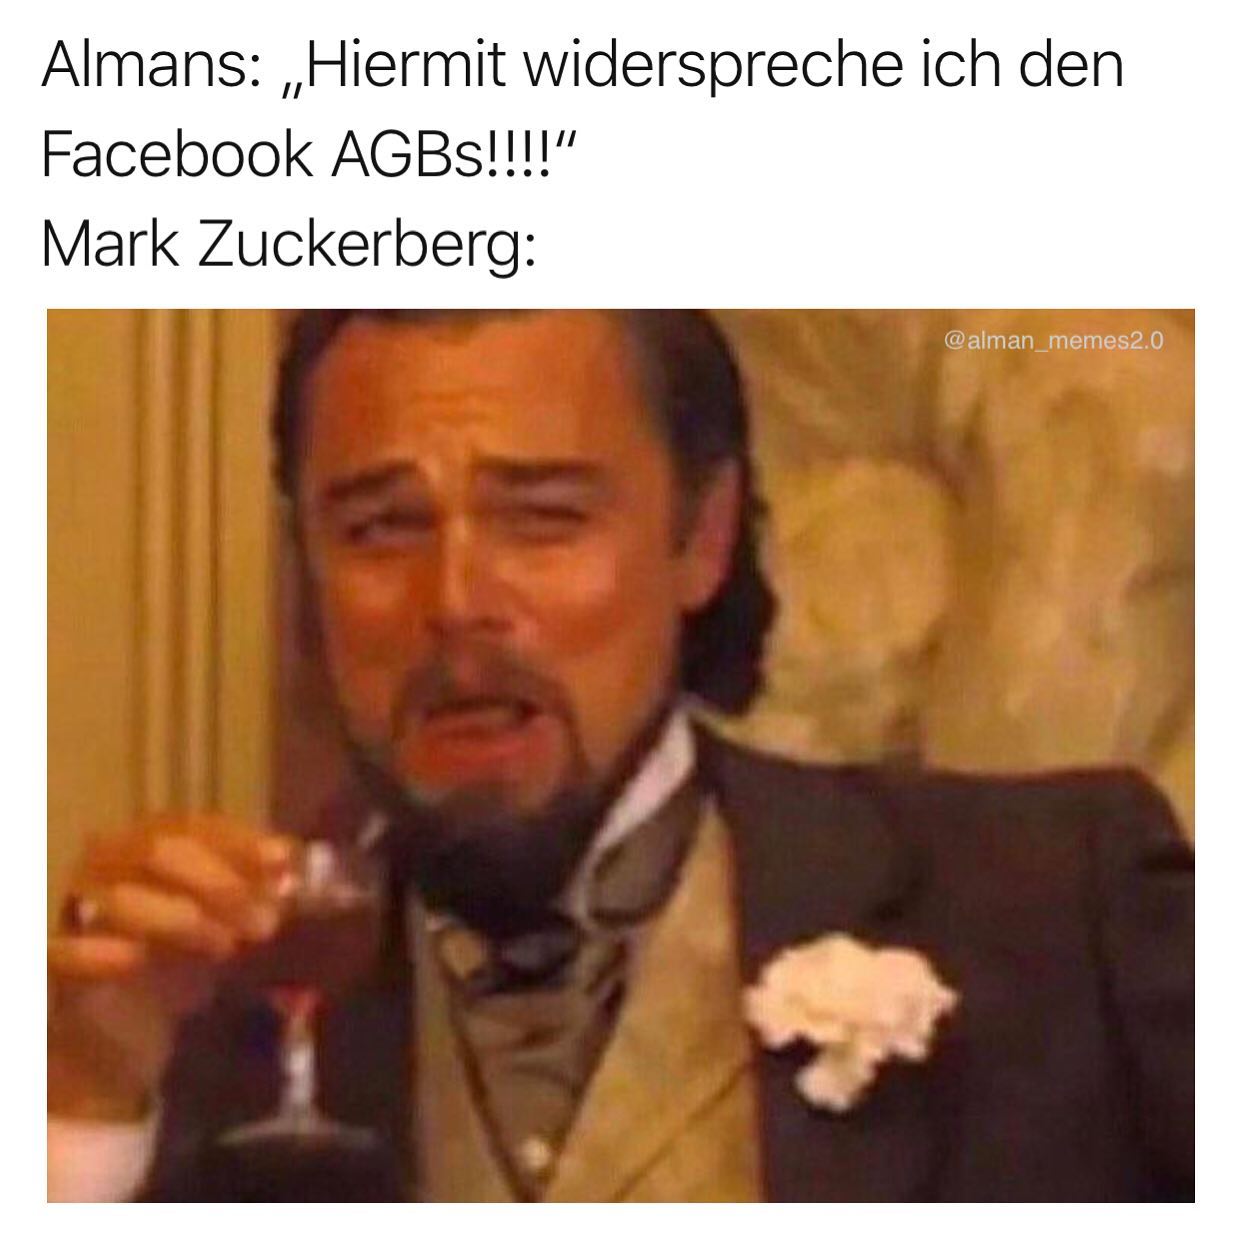 Almans: „Hiermit widerspreche ich den
Facebook AGBs!!!!“
Mark Zuckerberg:
@alman_memes2.0